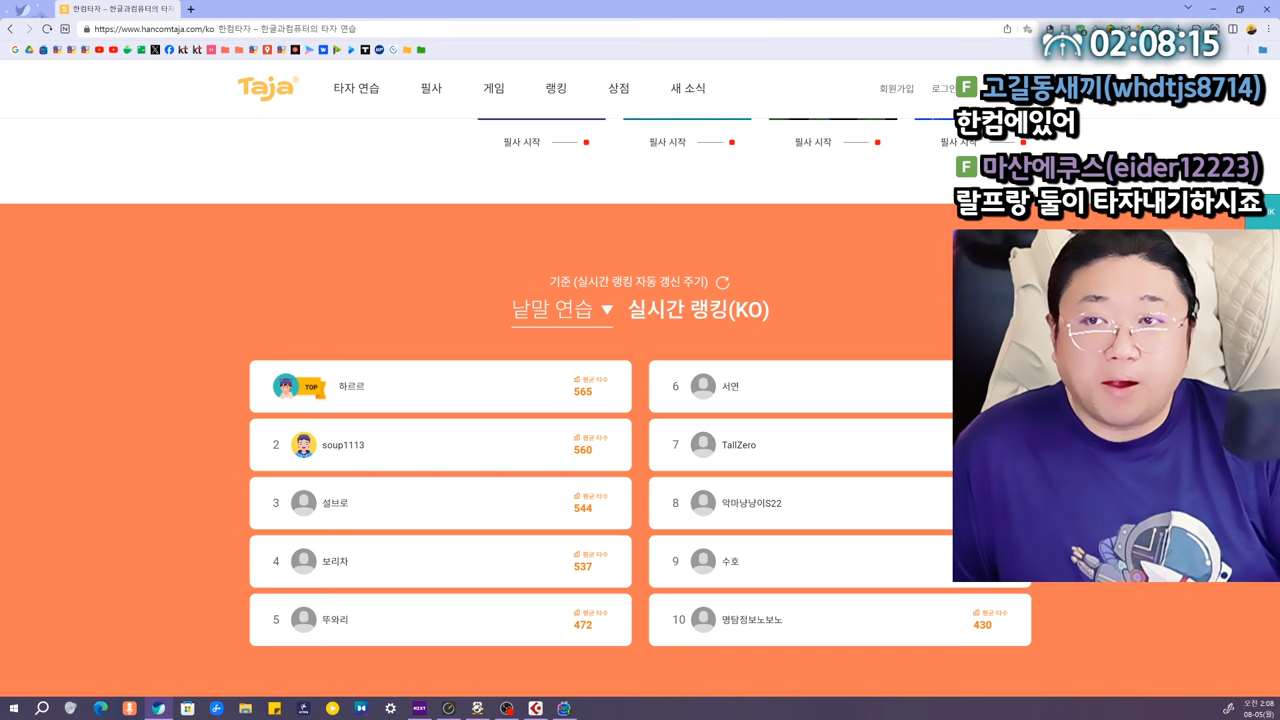 한컴타자 – 한글과컴퓨터의 타자
https://www.hancomtaja.com/ko 한컴타자 – 한글과컴퓨터의 타자 연습
02:08:15
Taja
타자 연습
필사
게임
랭킹
상점
새 소식
회원가입
F 고길동새끼(whdtjs8714)
한컴에있어
F 마산에쿠스(eider12223)
랄프랑 둘이 타자내기하시죠
필사 시작
필사 시작
필사 시작
기준 (실시간 랭킹 자동 갱신 주기)
낱말 연습 ▼ 실시간 랭킹(KO)
TOP 하르르 평균 타수 565
2 soup1113 평균 타수 560
3 설브로 평균 타수 544
4 보리차 평균 타수 537
5 뚜와리 평균 타수 472
6 서연
7 TallZero
8 악마냥냥이S22
9 수호
10 명탐정보노보노 평균 타수 430
오전 2:08
08-05(월)